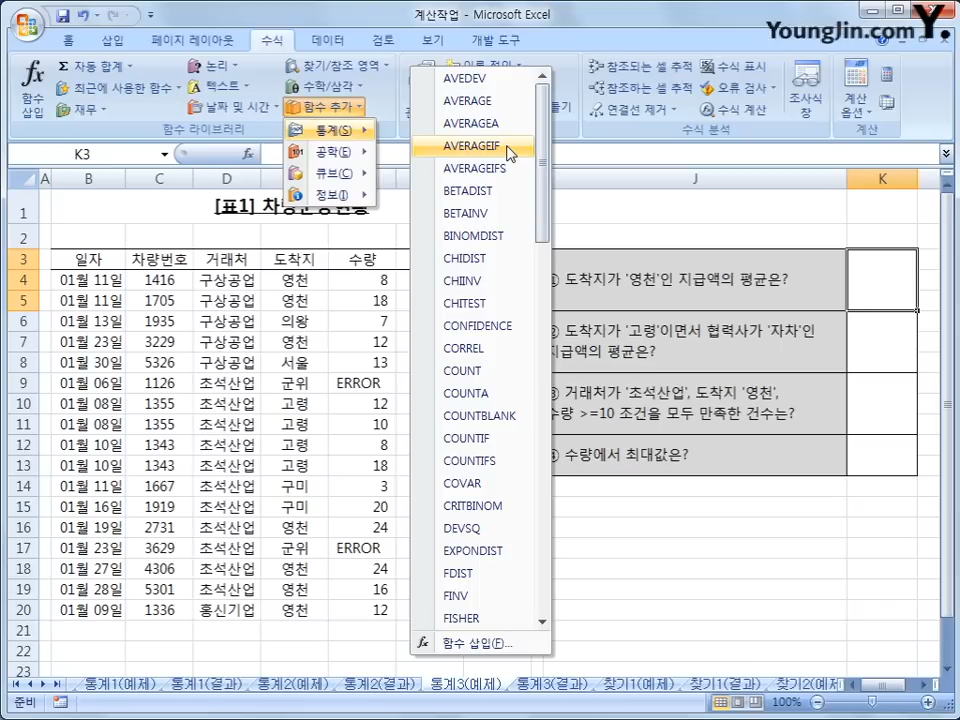 계산작업 - Microsoft Excel
YoungJin.com Y.
홈 삽입 페이지 레이아웃 수식 데이터 검토 보기 개발 도구
fx 함수 삽입
Σ 자동 합계
최근에 사용한 함수
재무
논리
텍스트
날짜 및 시간
찾기/참조 영역
수학/삼각
함수 추가
함수 라이브러리
참조되는 셀 추적
참조하는 셀 추적
연결선 제거
수식 표시
오류 검사
수식 계산
조사식 창
수식 분석
계산 옵션
계산
통계(S)
공학(E)
큐브(C)
정보(I)
K3
fx
A B C D E F J K
[표1]
일자 차량번호 거래처 도착지 수량
1
2
3
4 01월 11일 1416 구상공업 영천 8
5 01월 11일 1705 구상공업 영천 18
6 01월 13일 1935 구상공업 의왕 7
7 01월 23일 3229 구상공업 영천 12
8 01월 30일 5326 구상공업 서울 13
9 01월 06일 1126 초석산업 군위 ERROR
10 01월 08일 1355 초석산업 고령 12
11 01월 08일 1355 초석산업 고령 10
12 01월 10일 1343 초석산업 고령 8
13 01월 10일 1343 초석산업 고령 18
14 01월 11일 1667 초석산업 구미 3
15 01월 16일 1919 초석산업 구미 20
16 01월 19일 2731 초석산업 영천 24
17 01월 23일 3629 초석산업 군위 ERROR
18 01월 27일 4306 초석산업 영천 24
19 01월 28일 5301 초석산업 영천 16
20 01월 09일 1336 홍신기업 영천 12
21
22
23
AVEDEV
AVERAGE
AVERAGEA
AVERAGEIF
AVERAGEIFS
BETADIST
BETAINV
BINOMDIST
CHIDIST
CHIINV
CHITEST
CONFIDENCE
CORREL
COUNT
COUNTA
COUNTBLANK
COUNTIF
COUNTIFS
COVAR
CRITBINOM
DEVSQ
EXPONDIST
FDIST
FINV
FISHER
fx 함수 삽입(F)...
도착지가 '영천'인 지급액의 평균은?
도착지가 '고령'이면서 협력사가 '자차'인
지급액의 평균은?
거래처가 '초석산업', 도착지 '영천',
수량 >=10 조건을 모두 만족한 건수는?
수량에서 최대값은?
통계1(예제) 통계1(결과) 통계2(예제) 통계2(결과) 통계3(예제) 통계3(결과) 찾기1(예제) 찾기1(결과) 찾기2(예제
준비
100%